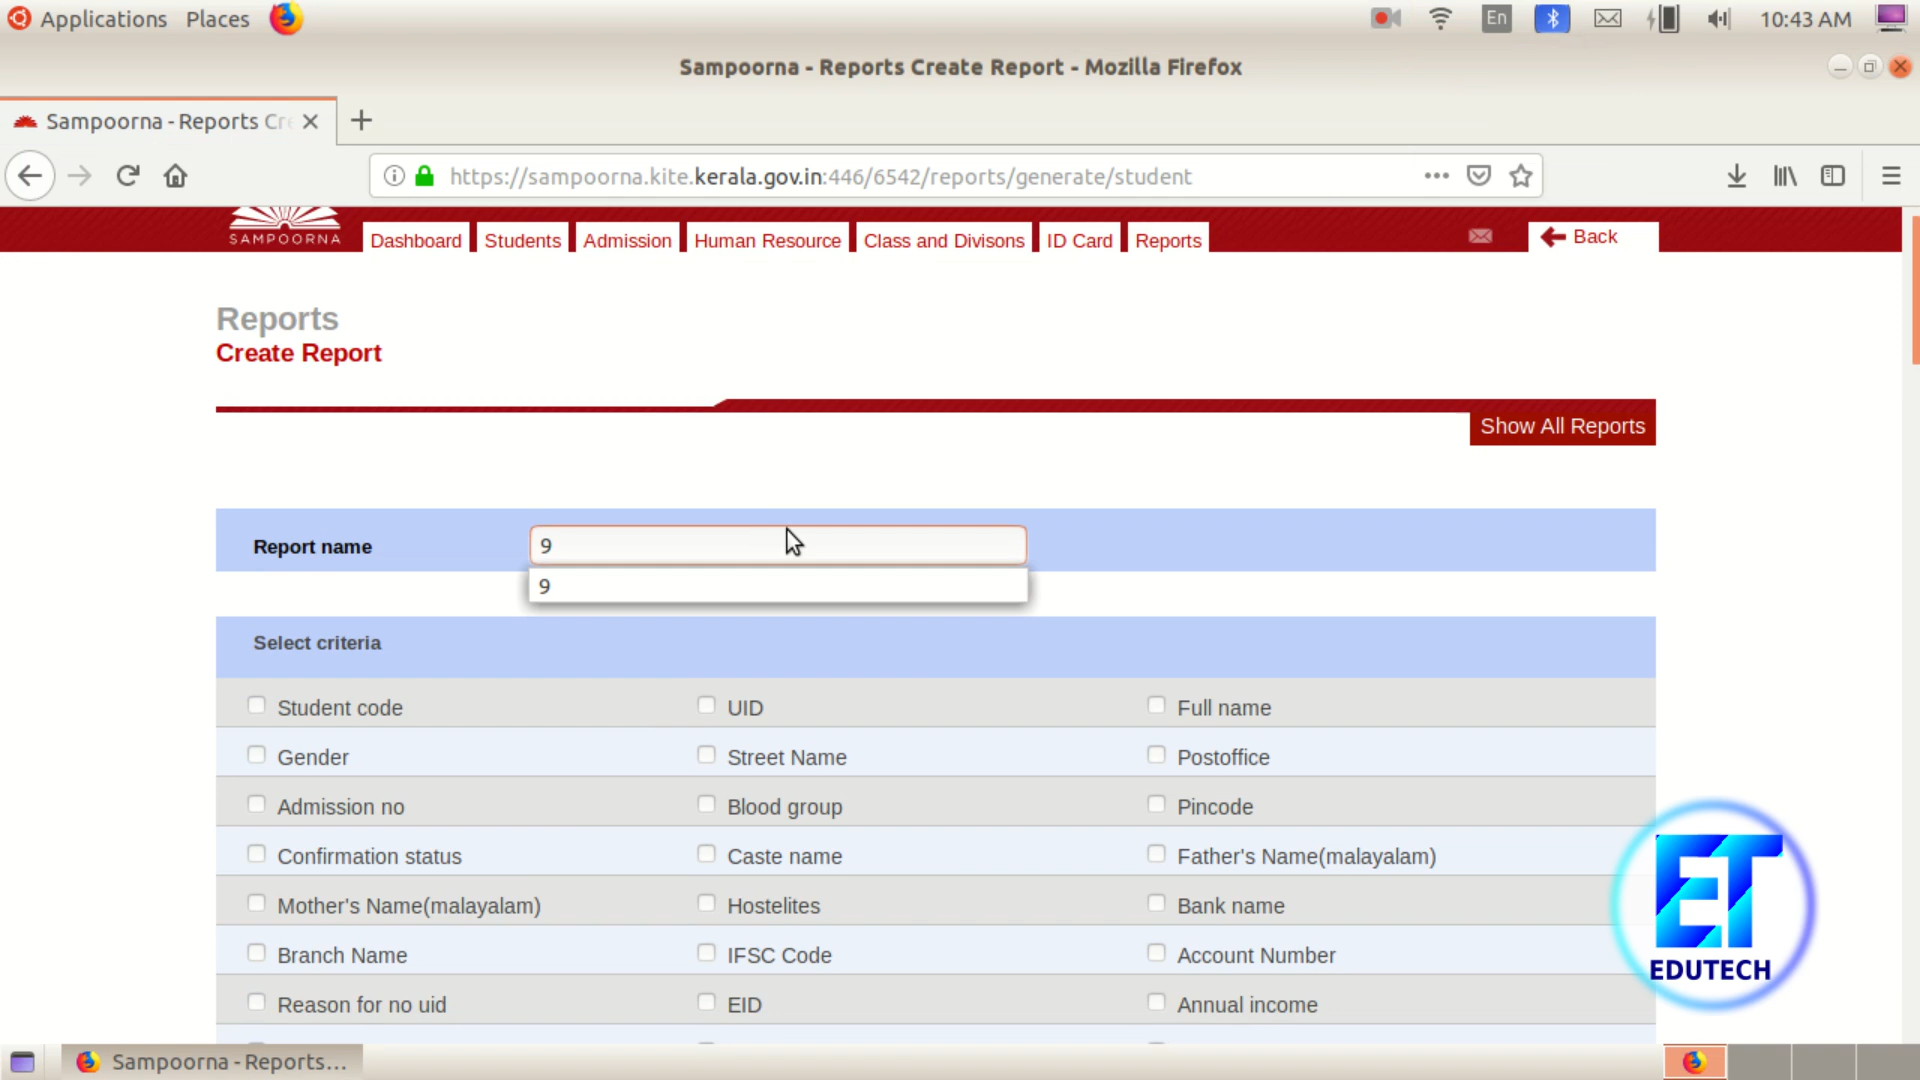 Applications Places En 10:43 AM
Sampoorna - Reports Create Report - Mozilla Firefox
Sampoorna - Reports Cre
https://sampoorna.kite.kerala.gov.in:446/6542/reports/generate/student
SAMPOORNA Dashboard Students Admission Human Resource Class and Divisons ID Card Reports Back
Reports
Create Report
Show All Reports
Report name 9
9
Select criteria
Student code UID Full name
Gender Street Name Postoffice
Admission no Blood group Pincode
Confirmation status Caste name Father's Name(malayalam)
Mother's Name(malayalam) Hostelites Bank name
Branch Name IFSC Code Account Number
Reason for no uid EID Annual income
ET
EDUTECH
Sampoorna - Reports...